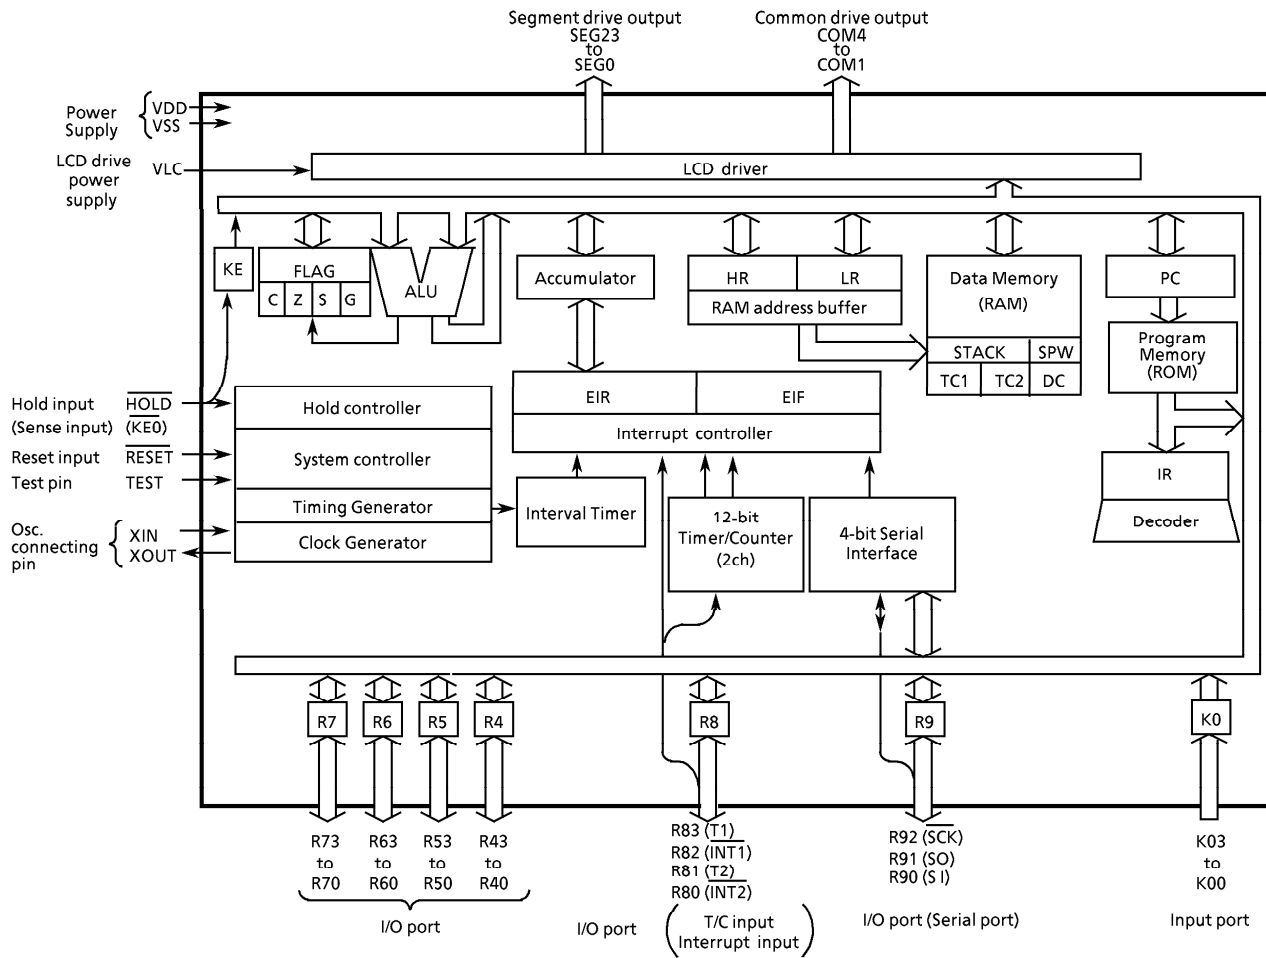 Segment drive output
SEG23
to
SEG0
Common drive output
COM4
to
COM1
Power
Supply
VDD
VSS
LCD drive
power
supply
VLC
LCD driver
KE
FLAG
C Z S G
ALU
Accumulator
HR LR
RAM address buffer
Data Memory
(RAM)
STACK SPW
TC1 TC2 DC
PC
Program
Memory
(ROM)
IR
Decoder
Hold input
(Sense input)
HOLD
(KE0)
Reset input RESET
Test pin TEST
Osc.
connecting
pin
XIN
XOUT
Hold controller
System controller
Timing Generator
Clock Generator
EIR EIF
Interrupt controller
Interval Timer
12-bit
Timer/Counter
(2ch)
4-bit Serial
Interface
R7 R6 R5 R4 R8 R9 K0
R73
to
R70
R63
to
R60
R53
to
R50
R43
to
R40
I/O port
R83 (T1)
R82 (INT1)
R81 (T2)
R80 (INT2)
I/O port
T/C input
Interrupt input
R92 (SCK)
R91 (SO)
R90 (SI)
I/O port (Serial port)
K03
to
K00
Input port